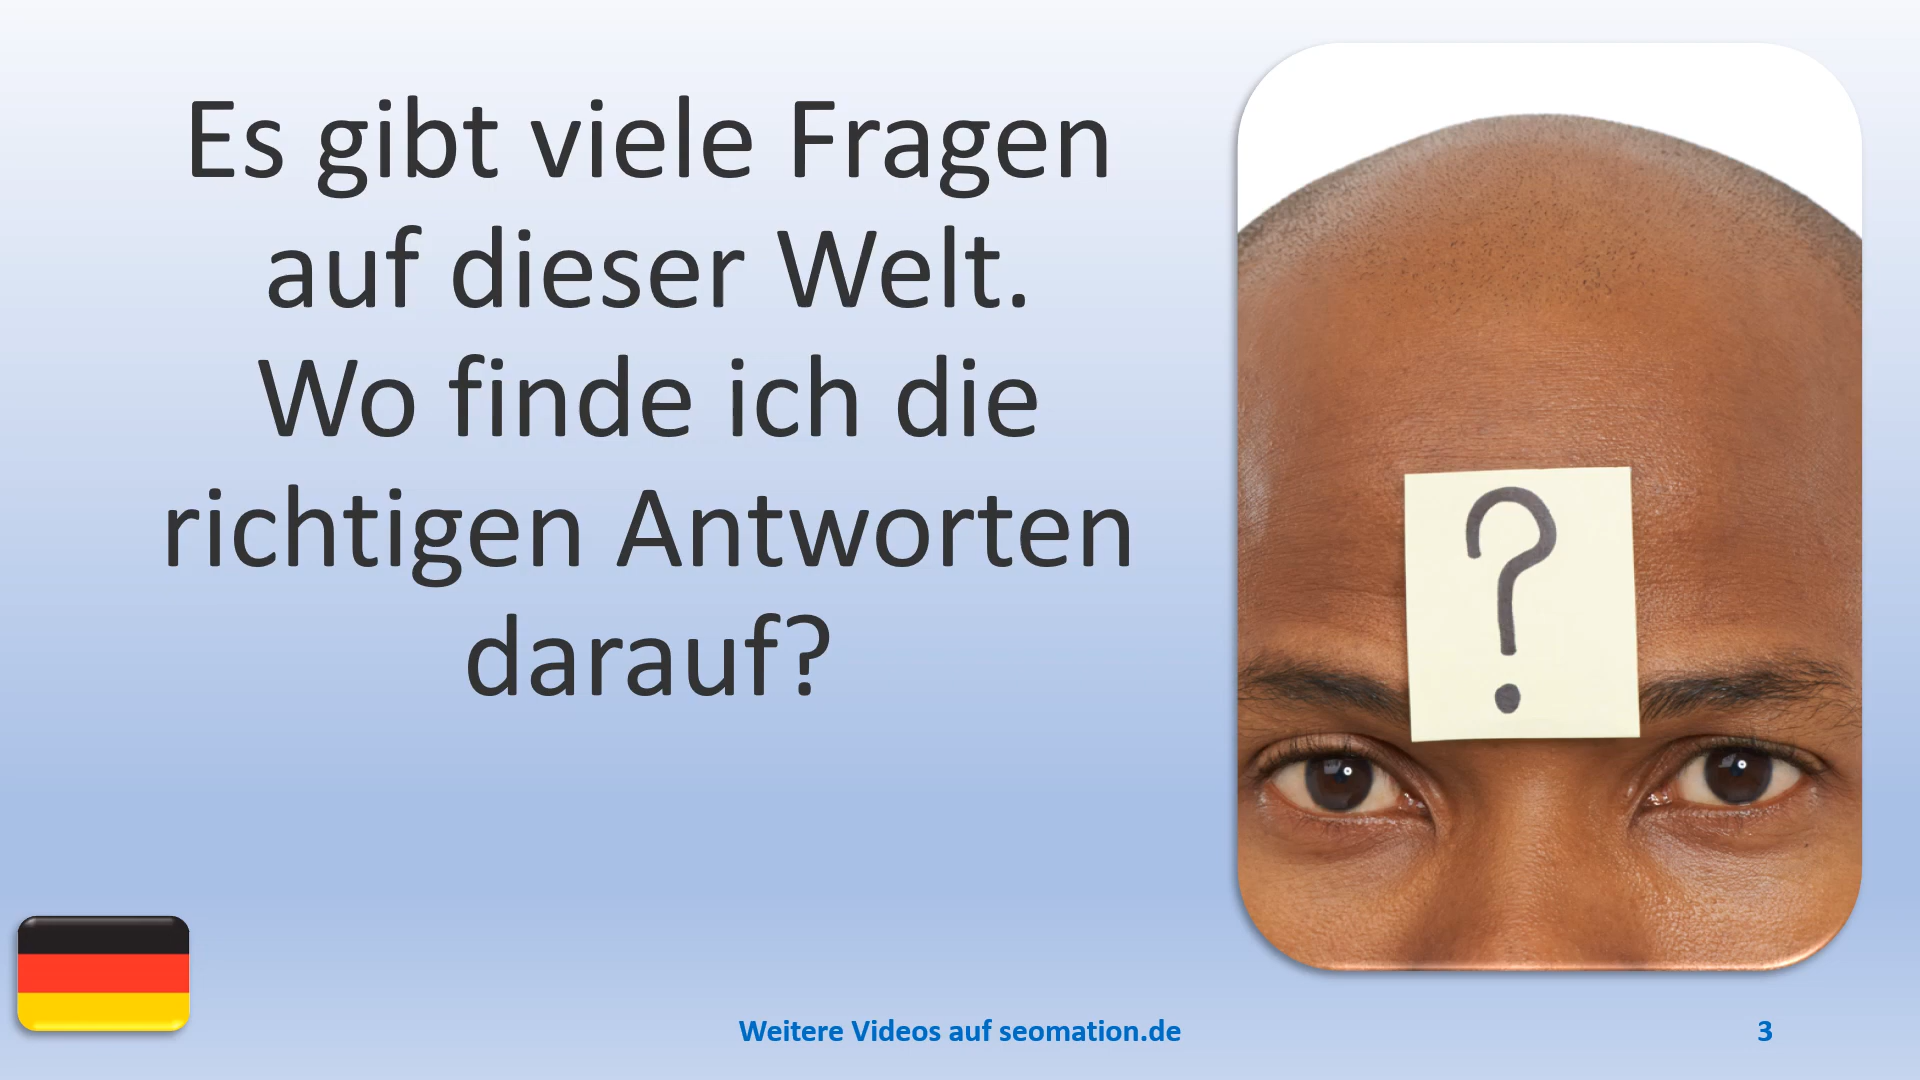 Es gibt viele Fragen
auf dieser Welt.
Wo finde ich die
richtigen Antworten
darauf?
?
Weitere Videos auf seomation.de
3